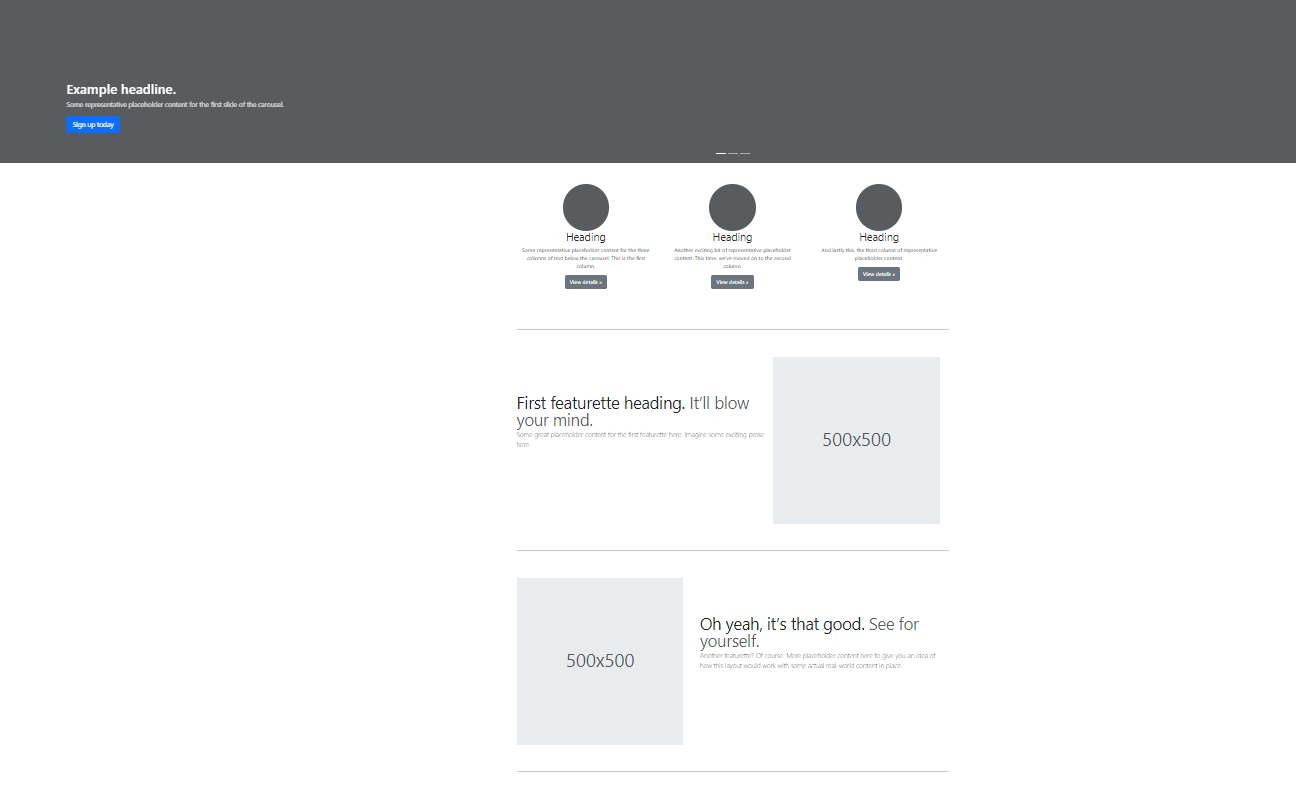 Example headline.
Some representative placeholder content for the first slide of the carousel.
Sign up today
Heading
Some representative placeholder content for the three
columns of text below the carousel. This is the first
column.
View details »
Heading
Another exciting bit of representative placeholder
content. This time, we've moved on to the second
column.
View details »
Heading
And lastly this, the third column of representative
placeholder content.
View details »
First featurette heading. It'll blow
your mind.
Some great placeholder content for the first featurette here. Imagine some exciting prose
here.
500x500
500x500
Oh yeah, it's that good. See for
yourself.
Another featurette? Of course. More placeholder content here to give you an idea of
how this layout would work with some actual real-world content in place.